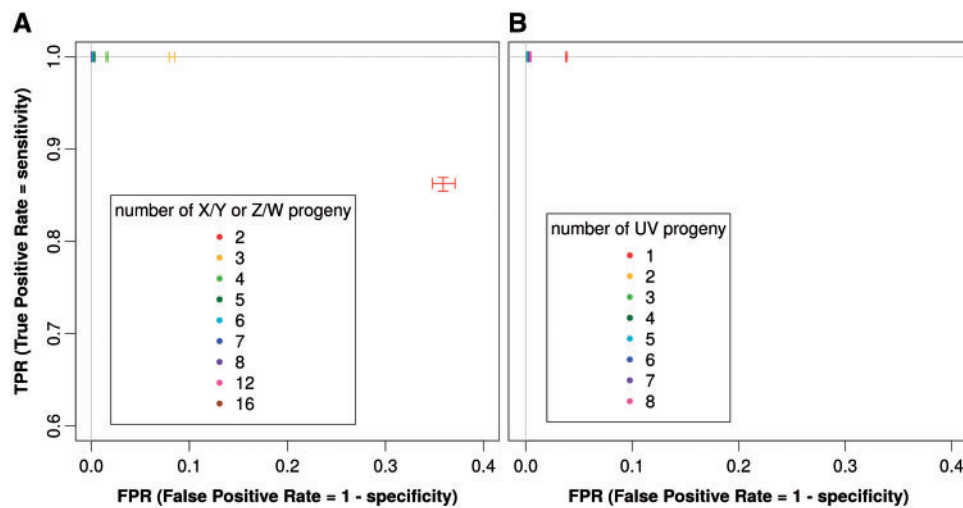 A
B
TPR (True Positive Rate = sensitivity)
1.0
0.9
0.8
0.7
0.6
number of X/Y or Z/W progeny
2
3
4
5
6
7
8
12
16
0.0 0.1 0.2 0.3 0.4
FPR (False Positive Rate = 1 - specificity)
number of UV progeny
1
2
3
4
5
6
7
8
0.0 0.1 0.2 0.3 0.4
FPR (False Positive Rate = 1 - specificity)